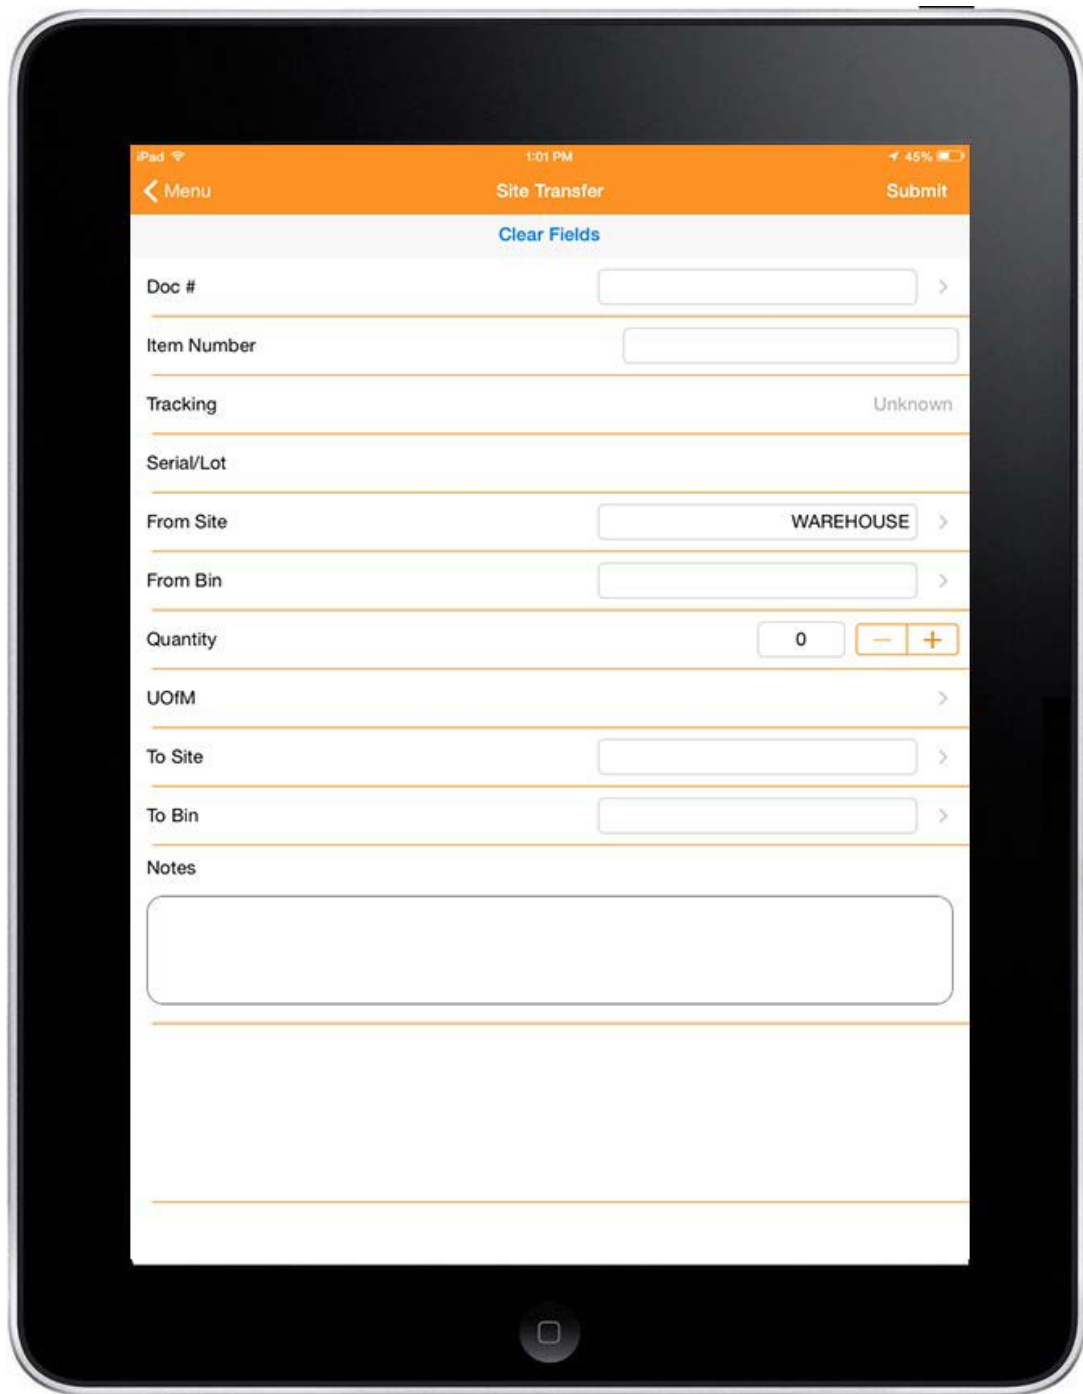 iPad 1:01 PM 45%
Menu Site Transfer Submit
Clear Fields
Doc #
Item Number
Tracking Unknown
Serial/Lot
From Site WAREHOUSE
From Bin
Quantity 0 − +
UOfM
To Site
To Bin
Notes